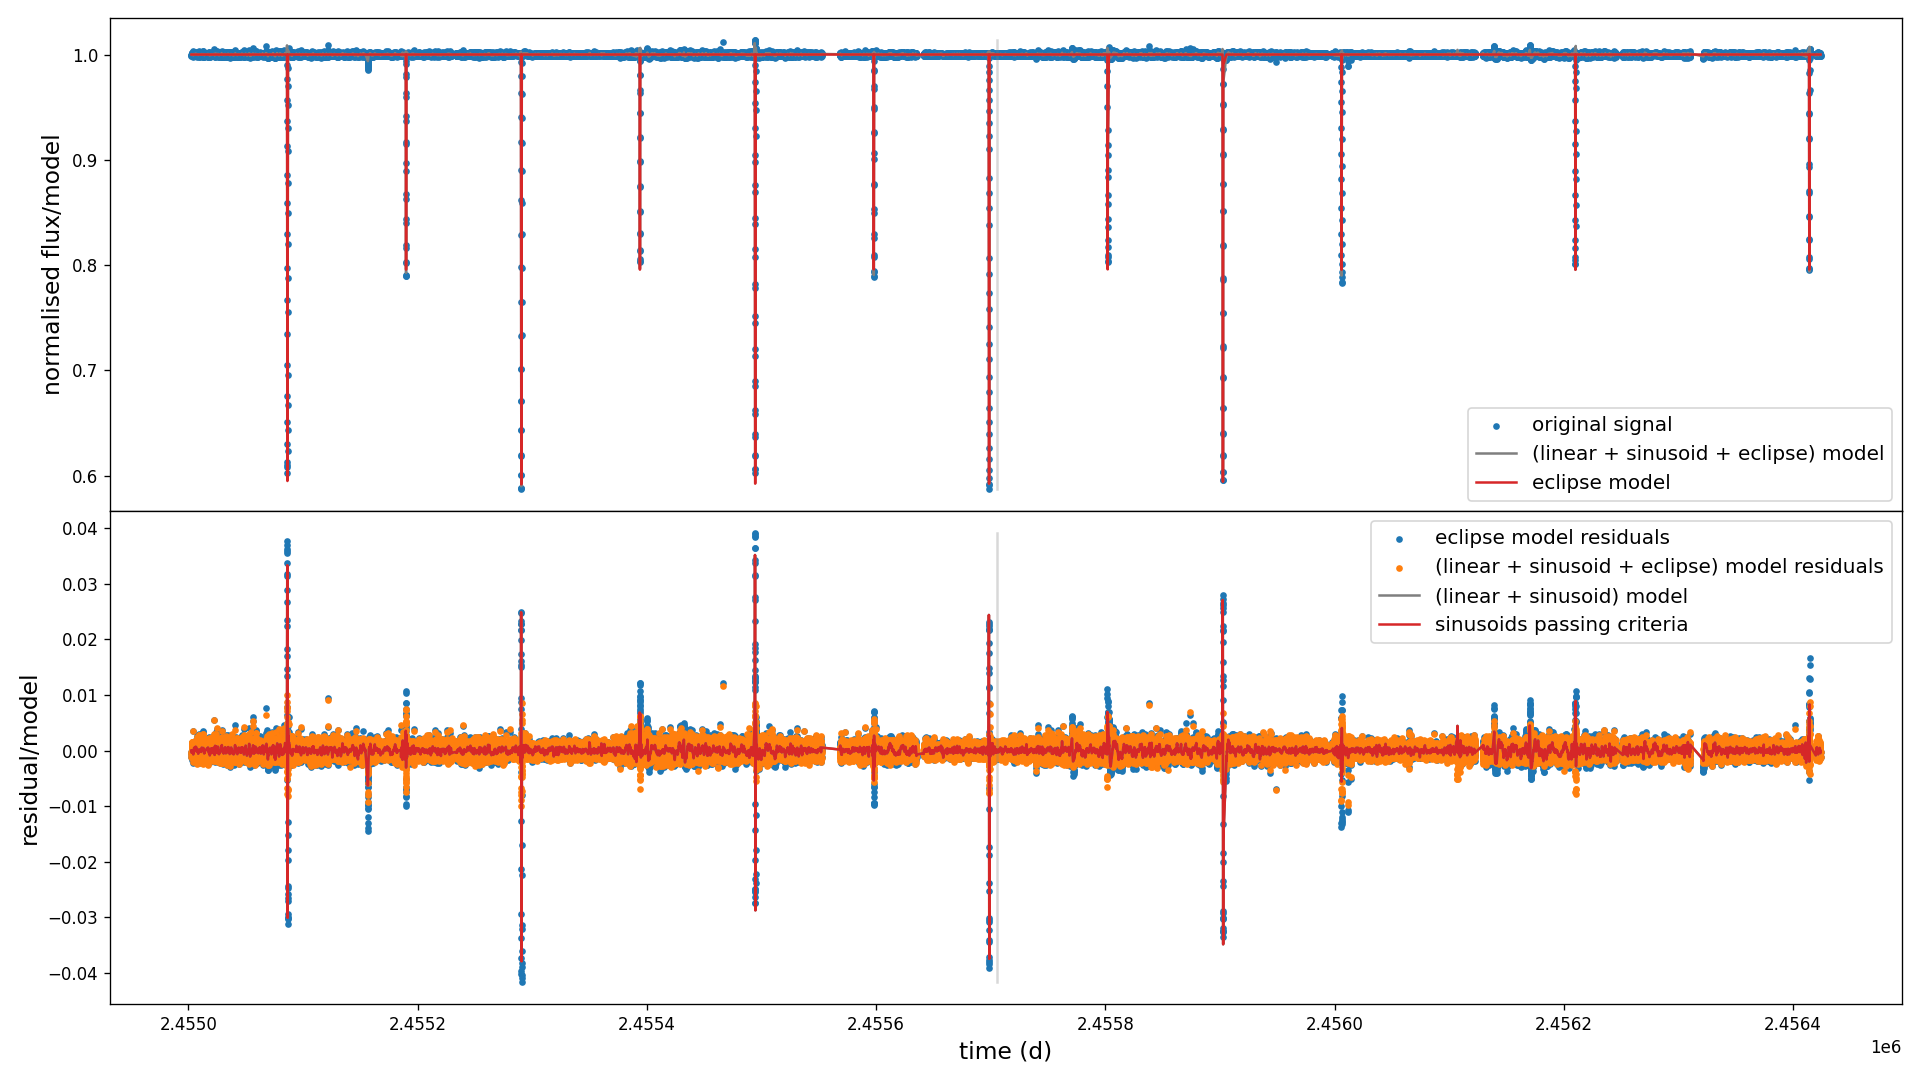 1.0
0.9
0.8
0.7
0.6
normalised flux/model
original signal
(linear + sinusoid + eclipse) model
eclipse model
0.04
0.03
0.02
0.01
0.00
−0.01
−0.02
−0.03
−0.04
residual/model
eclipse model residuals
(linear + sinusoid + eclipse) model residuals
(linear + sinusoid) model
sinusoids passing criteria
2.4550 2.4552 2.4554 2.4556 2.4558 2.4560 2.4562 2.4564
1e6
time (d)